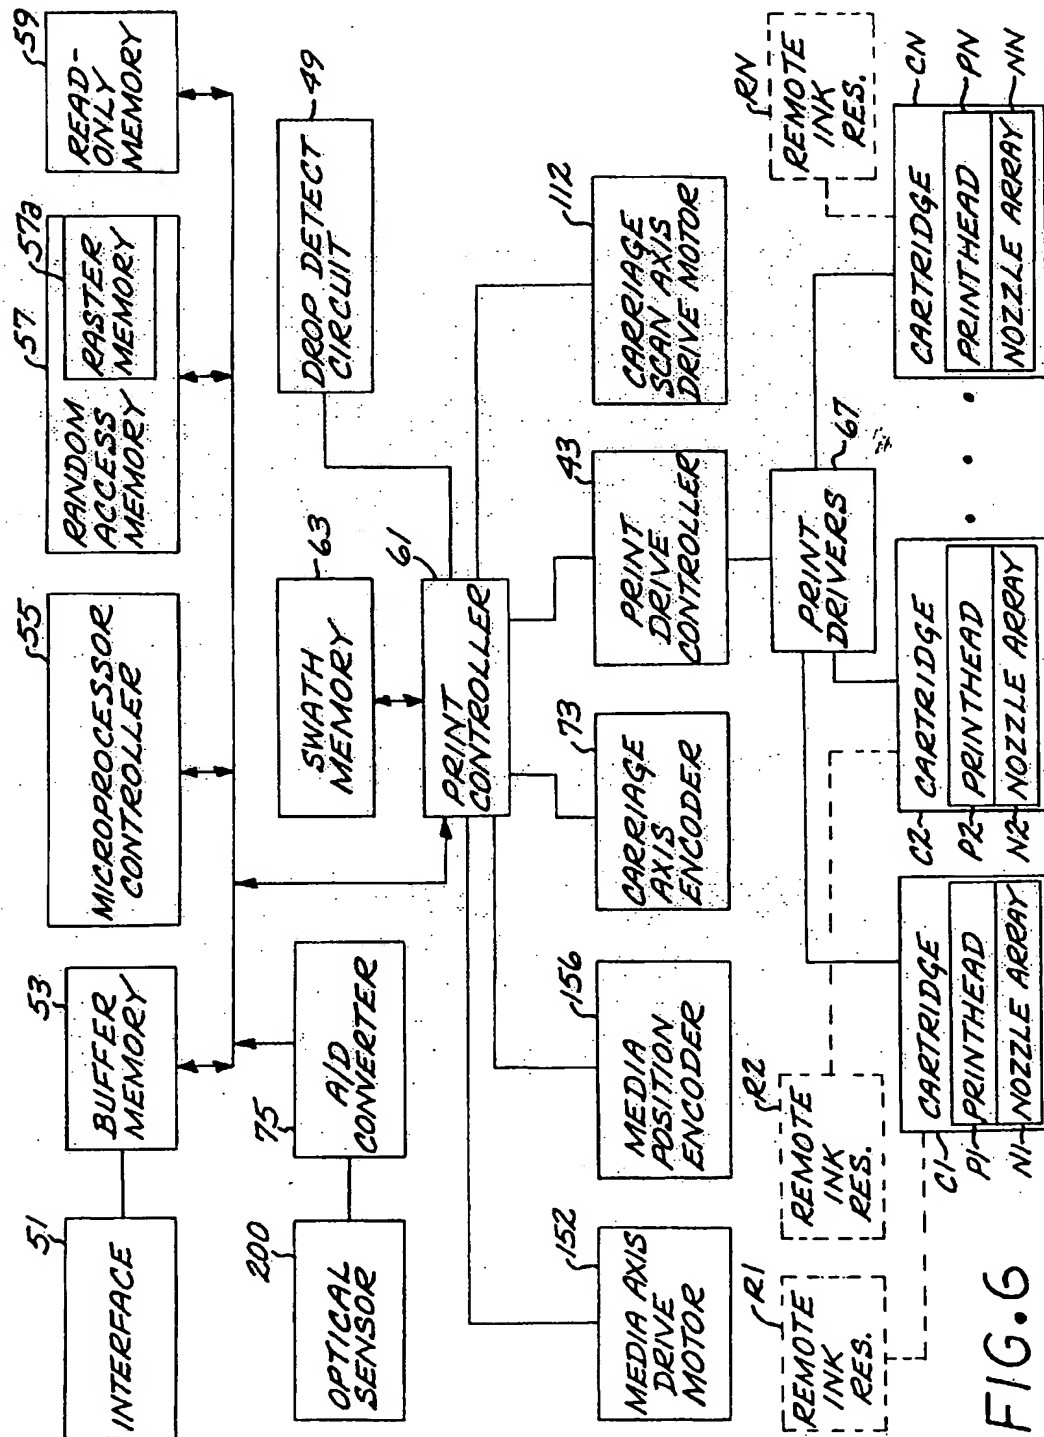 51
INTERFACE
53
BUFFER
MEMORY
55
MICROPROCESSOR
CONTROLLER
57
RANDOM
ACCESS
MEMORY
57a
RASTER
MEMORY
59
READ-
ONLY
MEMORY
200
OPTICAL
SENSOR
75
A/D
CONVERTER
63
SWATH
MEMORY
49
DROP DETECT
CIRCUIT
61
PRINT
CONTROLLER
152
MEDIA AXIS
DRIVE
MOTOR
156
MEDIA
POSITION
ENCODER
73
CARRIAGE
AXIS
ENCODER
43
PRINT
DRIVE
CONTROLLER
112
CARRIAGE
SCAN AXIS
DRIVE MOTOR
R1
REMOTE
INK
RES.
R2
REMOTE
INK
RES.
67
PRINT
DRIVERS
RN
REMOTE
INK
RES.
C1
CARTRIDGE
P1
PRINTHEAD
N1
NOZZLE ARRAY
C2
CARTRIDGE
P2
PRINTHEAD
N2
NOZZLE ARRAY
• • •
CARTRIDGE
CN
PRINTHEAD
PN
NOZZLE ARRAY
NN
FIG.6